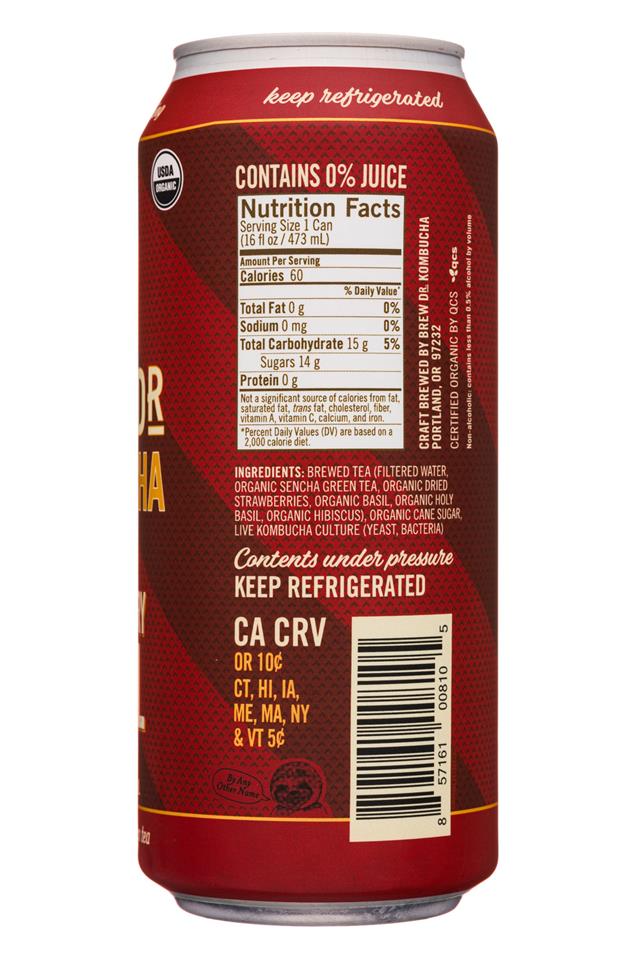 keep refrigerated
USDA
ORGANIC
CONTAINS 0% JUICE
Nutrition Facts
Serving Size 1 Can
(16 fl oz / 473 mL)
Amount Per Serving
Calories 60
% Daily Value*
Total Fat 0 g 0%
Sodium 0 mg 0%
Total Carbohydrate 15 g 5%
Sugars 14 g
Protein 0 g
Not a significant source of calories from fat,
saturated fat, trans fat, cholesterol, fiber,
vitamin A, vitamin C, calcium, and iron.
*Percent Daily Values (DV) are based on a
2,000 calorie diet.
CRAFT BREWED BY BREW DR. KOMBUCHA
PORTLAND, OR 97232
CERTIFIED ORGANIC BY QCS qcs
Non-alcoholic: contains less than 0.5% alcohol by volume
DR
HA
INGREDIENTS: BREWED TEA (FILTERED WATER,
ORGANIC SENCHA GREEN TEA, ORGANIC DRIED
STRAWBERRIES, ORGANIC BASIL, ORGANIC HOLY
BASIL, ORGANIC HIBISCUS), ORGANIC CANE SUGAR,
LIVE KOMBUCHA CULTURE (YEAST, BACTERIA)
Contents under pressure
KEEP REFRIGERATED
RY
CA CRV
OR 10¢
CT, HI, IA,
ME, MA, NY
& VT 5¢
8 57161 00810 5
By Any
Other Name
tea